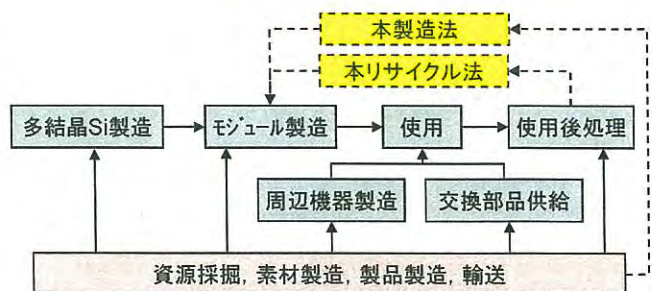 本製造法
本リサイクル法
多結晶Si製造
モジュール製造
使用
使用後処理
周辺機器製造
交換部品供給
資源採掘, 素材製造, 製品製造, 輸送